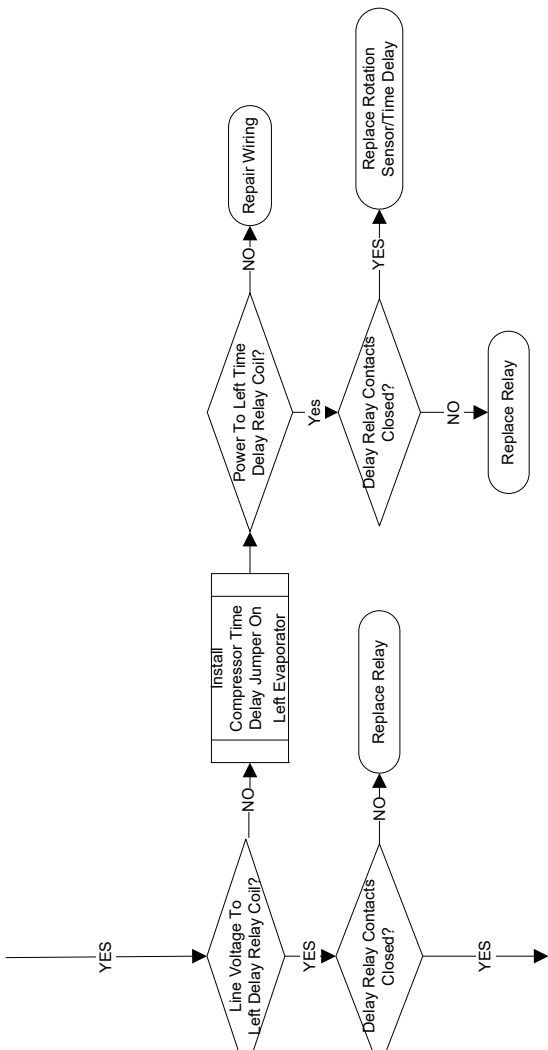 YES
Line Voltage To
Left Delay Relay Coil?
NO
Install
Compressor Time
Delay Jumper On
Left Evaporator
Power To Left Time
Delay Relay Coil?
NO
Repair Wiring
YES
Yes
Delay Relay Contacts
Closed?
NO
Replace Relay
Delay Relay Contacts
Closed?
YES
Replace Rotation
Sensor/Time Delay
YES
NO
Replace Relay